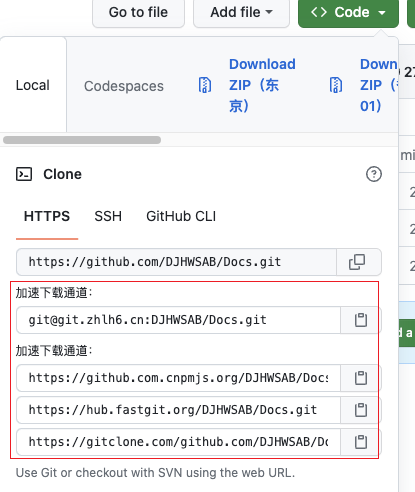 Go to file
Add file
Code
Local
Codespaces
Download
ZIP（东
京）
Down
ZIP（
01）
27
Clone
mi
HTTPS
SSH
GitHub CLI
https://github.com/DJHWSAB/Docs.git
加速下载通道：
git@git.zhlh6.cn:DJHWSAB/Docs.git
加速下载通道：
https://github.com.cnpmjs.org/DJHWSAB/Docs
https://hub.fastgit.org/DJHWSAB/Docs.git
https://gitclone.com/github.com/DJHWSAB/Do
Use Git or checkout with SVN using the web URL.